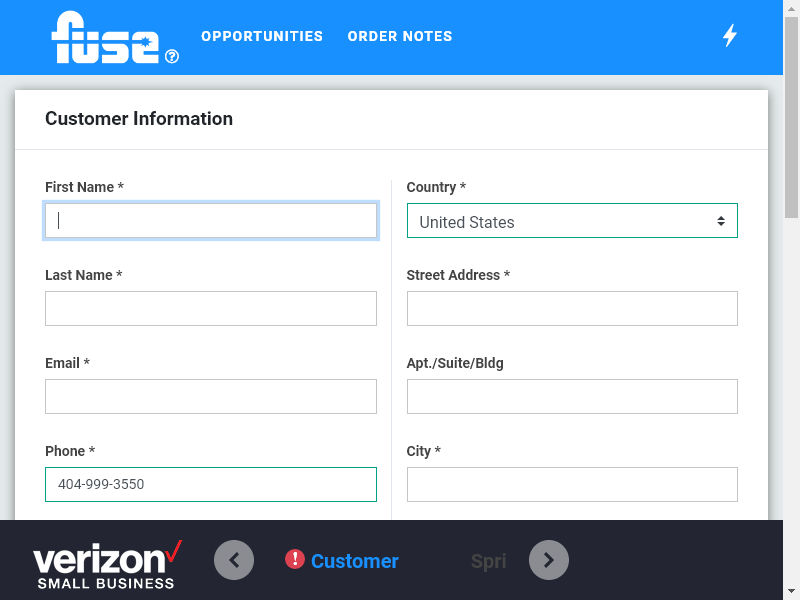 fuse ?
OPPORTUNITIES
ORDER NOTES
Customer Information
First Name *
Country *
United States
Last Name *
Street Address *
Email *
Apt./Suite/Bldg
Phone *
City *
404-999-3550
verizon
SMALL BUSINESS
! Customer
Spri